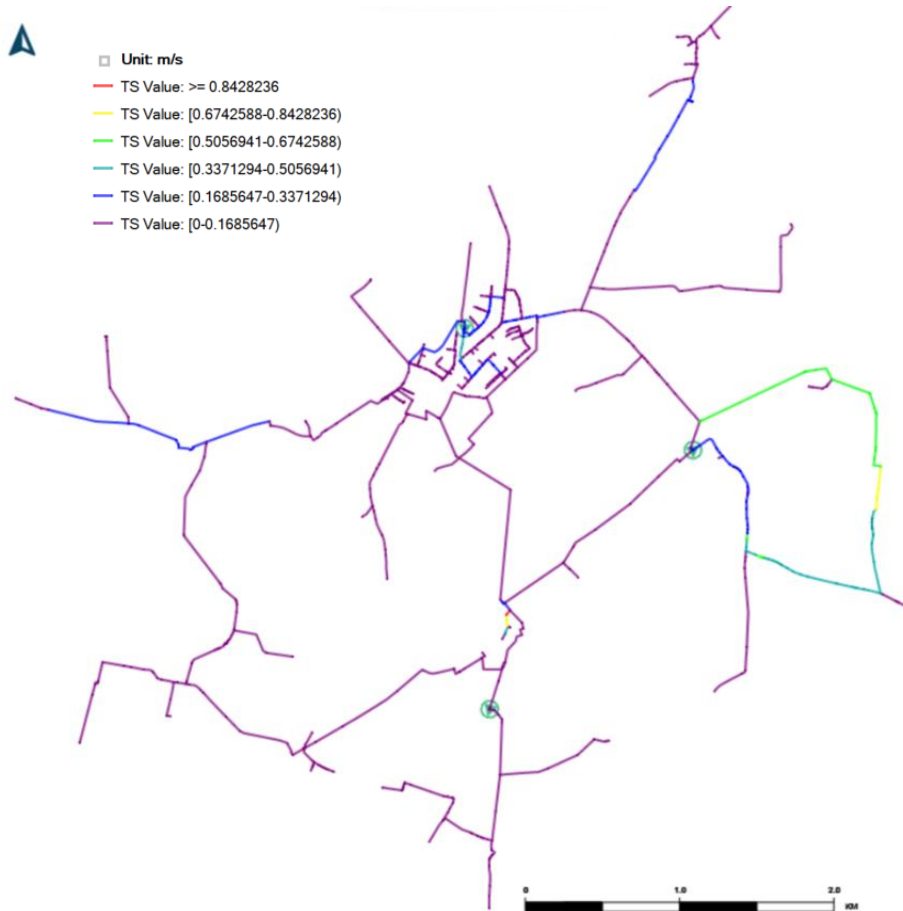 Unit: m/s
TS Value: >= 0.8428236
TS Value: [0.6742588-0.8428236)
TS Value: [0.5056941-0.6742588)
TS Value: [0.3371294-0.5056941)
TS Value: [0.1685647-0.3371294)
TS Value: [0-0.1685647)
0 1.0 2.0
KM